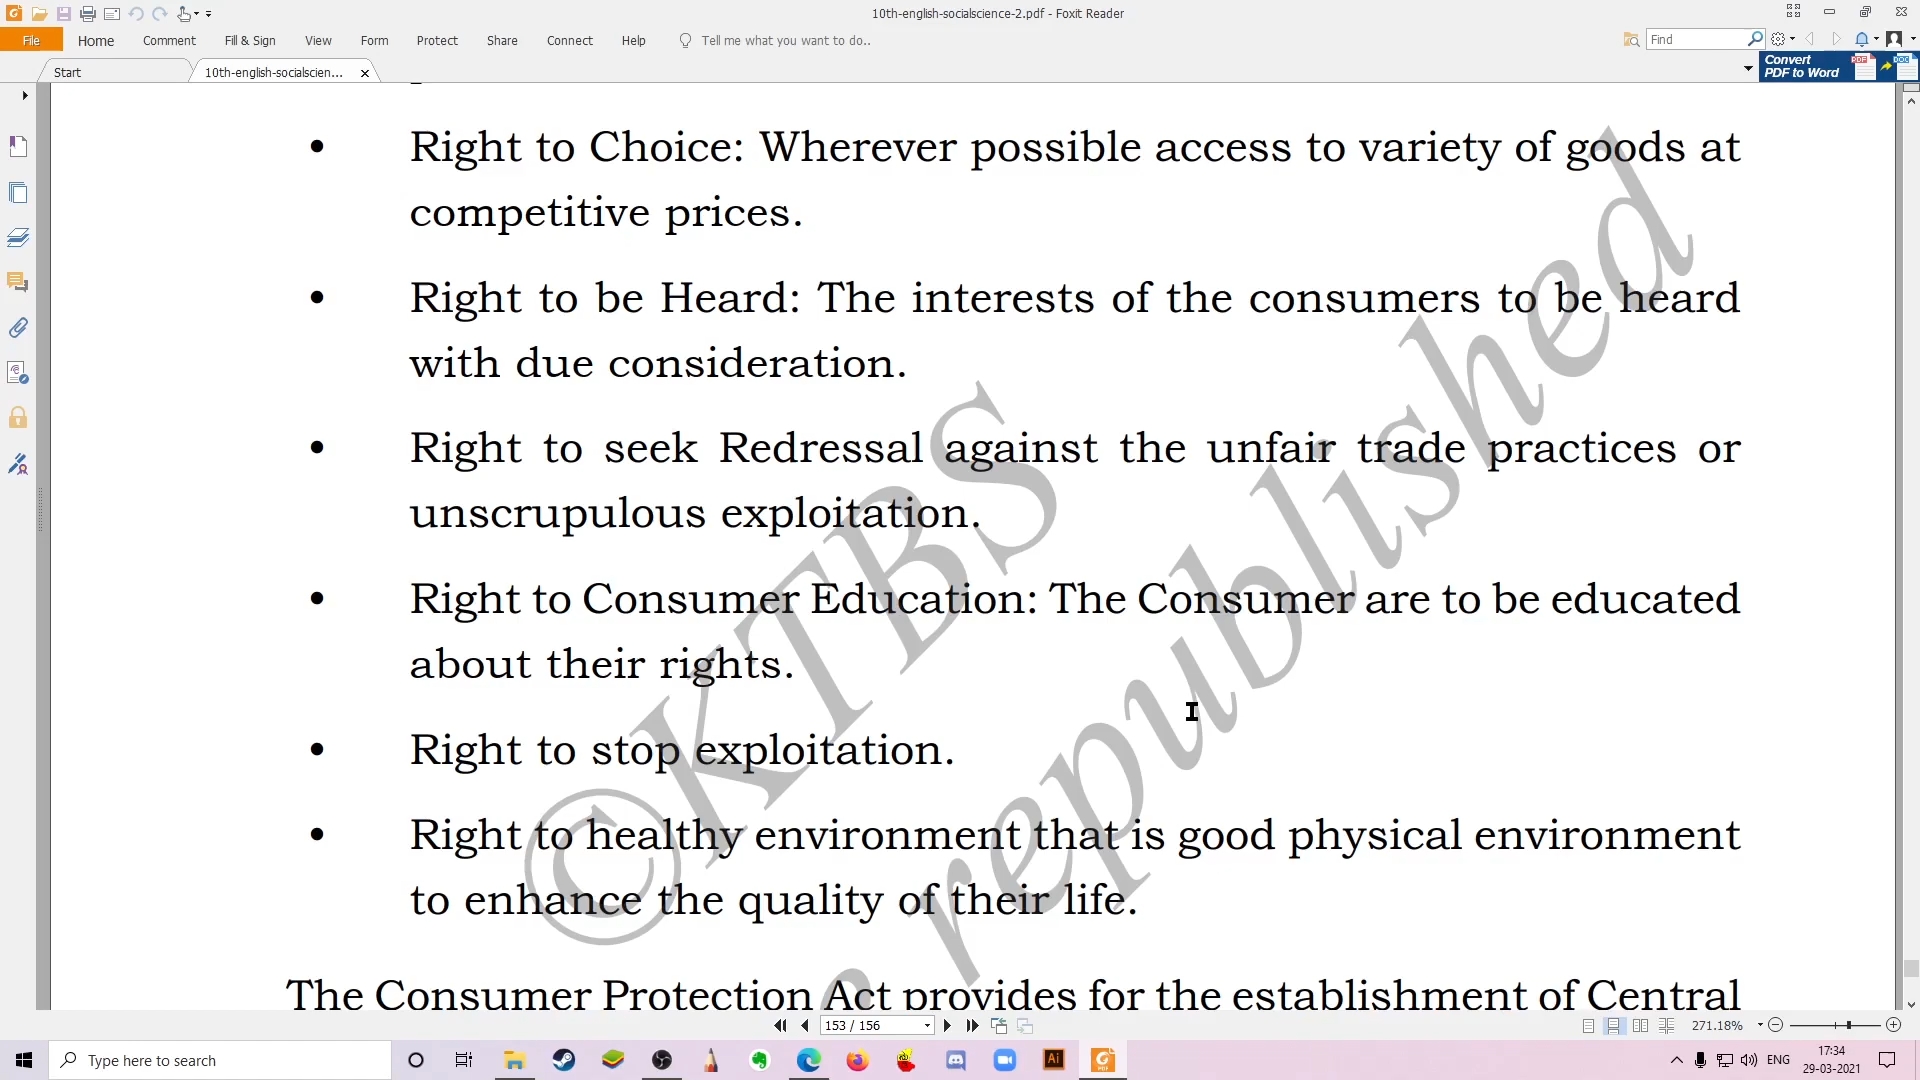 10th-english-socialscience-2.pdf - Foxit Reader
File Home Comment Fill & Sign View Form Protect Share Connect Help Tell me what you want to do.. Find
Start 10th-english-socialscien... Convert PDF to Word
• Right to Choice: Wherever possible access to variety of goods at
competitive prices.
• Right to be Heard: The interests of the consumers to be heard
with due consideration.
• Right to seek Redressal against the unfair trade practices or
unscrupulous exploitation.
• Right to Consumer Education: The Consumer are to be educated
about their rights.
• Right to stop exploitation.
• Right to healthy environment that is good physical environment
to enhance the quality of their life.
The Consumer Protection Act provides for the establishment of Central
©KTBS
republished
153 / 156 271.18%
Type here to search Ai ENG 17:34
29-03-2021